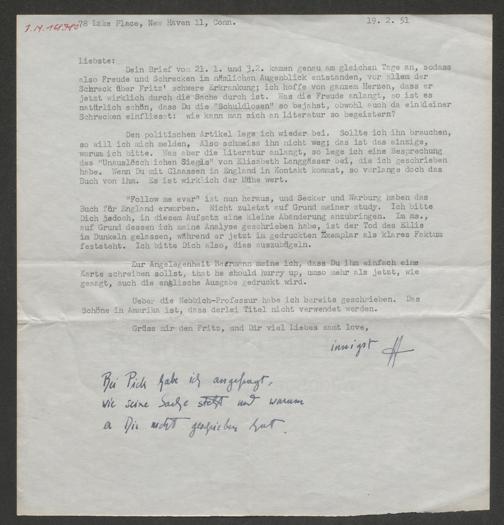 78 Lake Place, New Haven 11, Conn. 19. 2. 51
liebste:
Dein Brief vom 21. 1. und 3.2. kamen genau am gleichen Tage an, sodass
also Freude und Schrecken im nämlichen Augenblick entstanden, vor allem der
Schreck über Fritz' schwere Erkrankung; ich hoffe von ganzem Herzen, dass er
jetzt wirklich durch die Sache durch ist. Was die Freude anlangt, so ist es
natürlich schön, dass Du die "Schuldlosen" so bejahst, obwohl auch da ein kleiner
Schrecken einfliesst: wie kann man sich an Literatur so begeistern?
Den politischen Artikel lege ich wieder bei. Sollte ich ihn brauchen,
so will ich mich melden. Also schmeiss ihn nicht weg; das ist das einzige,
warum ich bitte. Was aber die Literatur anlangt, so lege ich eine Besprechung
des "Unauslöschlichen Siegls" von Elisabeth Langgässer bei, die ich geschrieben
habe. Wenn Du mit Claassen in England in Kontakt kommst, so verlange doch das
Buch von ihm. Es ist wirklich der Mühe wert.
"Follow me ever" ist nun heraus, und Secker und Warburg haben das
Buch für England erworben. Nicht zuletzt auf Grund meiner study. Ich bitte
Dich jedoch, in diesem Aufsatz eine kleine Abänderung anzubringen. Im Ms.,
auf Grund dessen ich meine Analyse geschrieben habe, ist der Tod des Ellis
im Dunkeln gelassen, während er jetzt im gedruckten Exemplar als klares Faktum
feststeht. Ich bitte Dich also, dies auszubügeln.
Zur Angelegenheit Bermann meine ich, dass Du ihm einfach eine
Karte schreiben sollst, that he should hurry up, umso mehr als jetzt, wie
gesagt, auch die englische Ausgabe gedruckt wird.
Ueber die Nebbich-Professur habe ich bereits geschrieben. Das
Schöne in Amerika ist, dass derlei Titel nicht verwendet werden.
Grüss mir den Fritz, und Dir viel Liebes samt love,
innigst H
Bei Pick habe ich angefragt,
wie seine Sache steht und warum
er Dir nicht geschrieben hat.